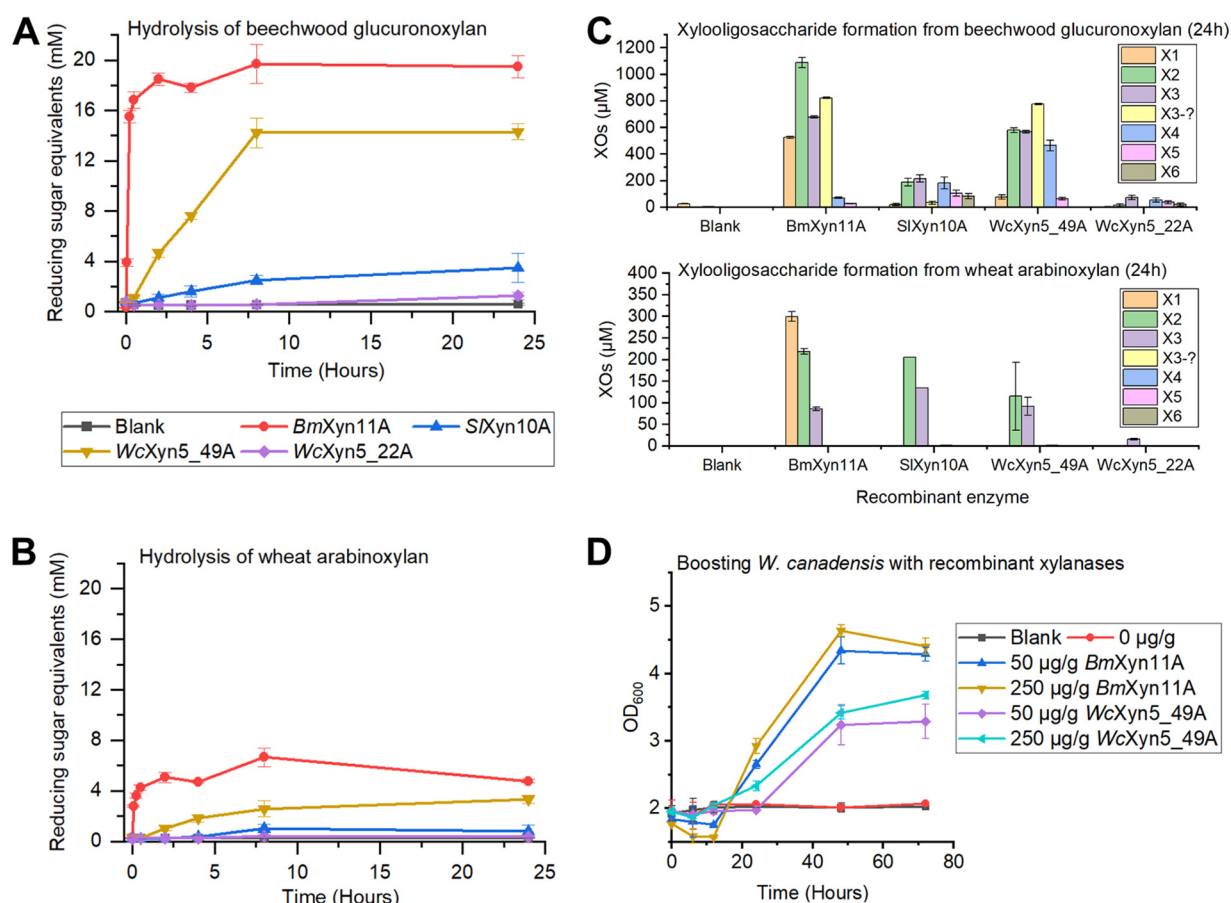 A
Hydrolysis of beechwood glucuronoxylan
Reducing sugar equivalents (mM)
20
16
12
8
4
0
0 5 10 15 20 25
Time (Hours)
Blank BmXyn11A SlXyn10A
WcXyn5_49A WcXyn5_22A
B
Hydrolysis of wheat arabinoxylan
Reducing sugar equivalents (mM)
20
16
12
8
4
0
0 5 10 15 20 25
Time (Hours)
C
Xylooligosaccharide formation from beechwood glucuronoxylan (24h)
XOs (µM)
1200
1000
800
600
400
200
0
X1
X2
X3
X3-?
X4
X5
X6
Blank BmXyn11A SlXyn10A WcXyn5_49A WcXyn5_22A
Xylooligosaccharide formation from wheat arabinoxylan (24h)
XOs (µM)
400
350
300
250
200
150
100
50
0
X1
X2
X3
X3-?
X4
X5
X6
Blank BmXyn11A SlXyn10A WcXyn5_49A WcXyn5_22A
Recombinant enzyme
D
Boosting W. canadensis with recombinant xylanases
OD600
5
4
3
2
0 20 40 60 80
Time (Hours)
Blank 0 µg/g
50 µg/g BmXyn11A
250 µg/g BmXyn11A
50 µg/g WcXyn5_49A
250 µg/g WcXyn5_49A